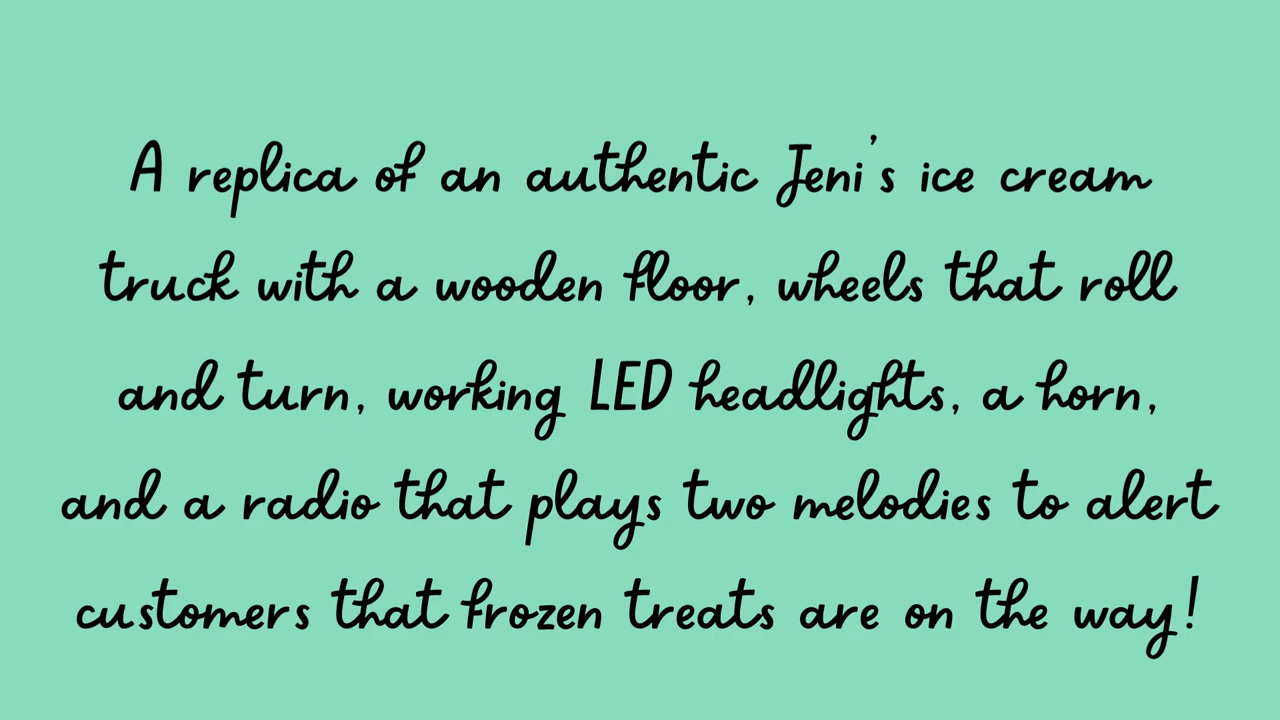 A replica of an authentic Jeni's ice cream
truck with a wooden floor, wheels that roll
and turn, working LED headlights, a horn,
and a radio that plays two melodies to alert
customers that frozen treats are on the way!